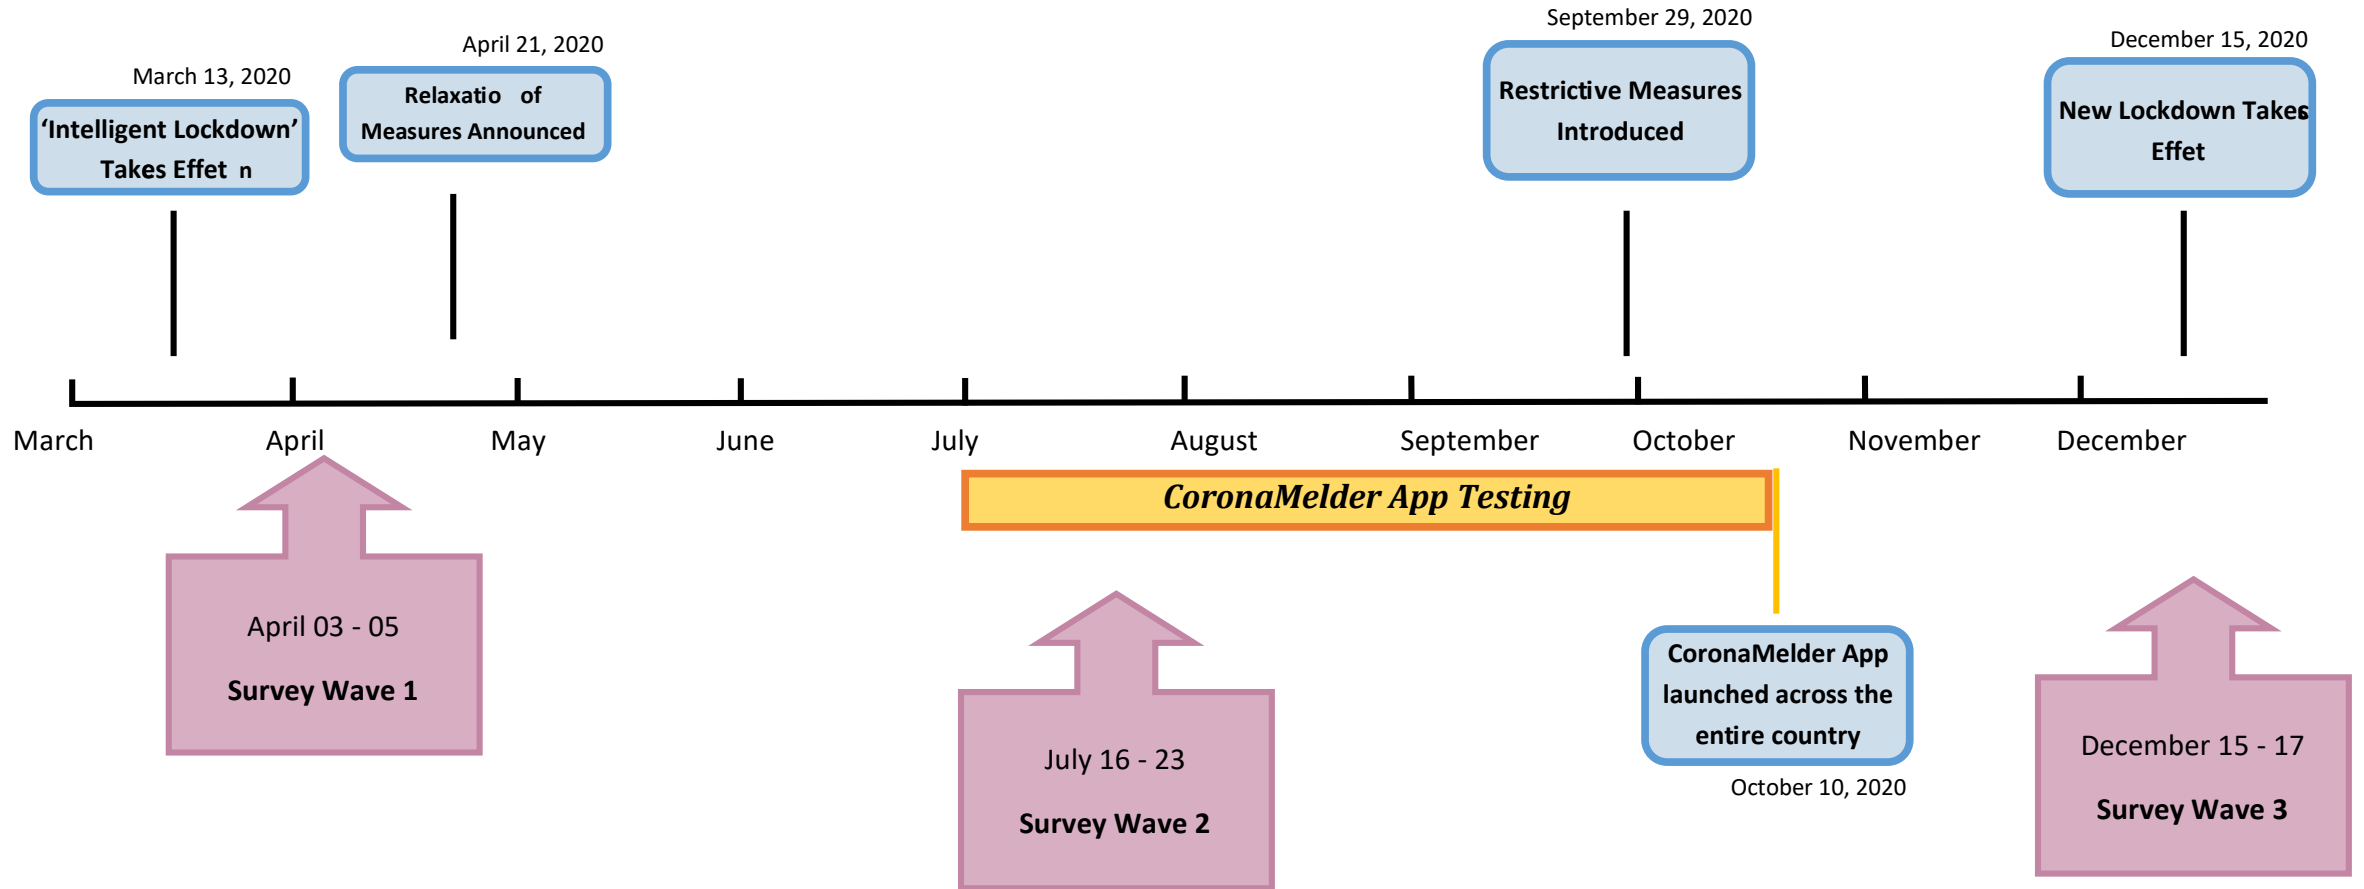 March 13, 2020
‘Intelligent Lockdown’
Takes Effet n
April 21, 2020
Relaxatio of
Measures Announced
September 29, 2020
Restrictive Measures
Introduced
December 15, 2020
New Lockdown Takes
Effet
March
April
May
June
July
August
September
October
November
December
CoronaMelder App Testing
April 03 - 05
Survey Wave 1
July 16 - 23
Survey Wave 2
CoronaMelder App
launched across the
entire country
October 10, 2020
December 15 - 17
Survey Wave 3